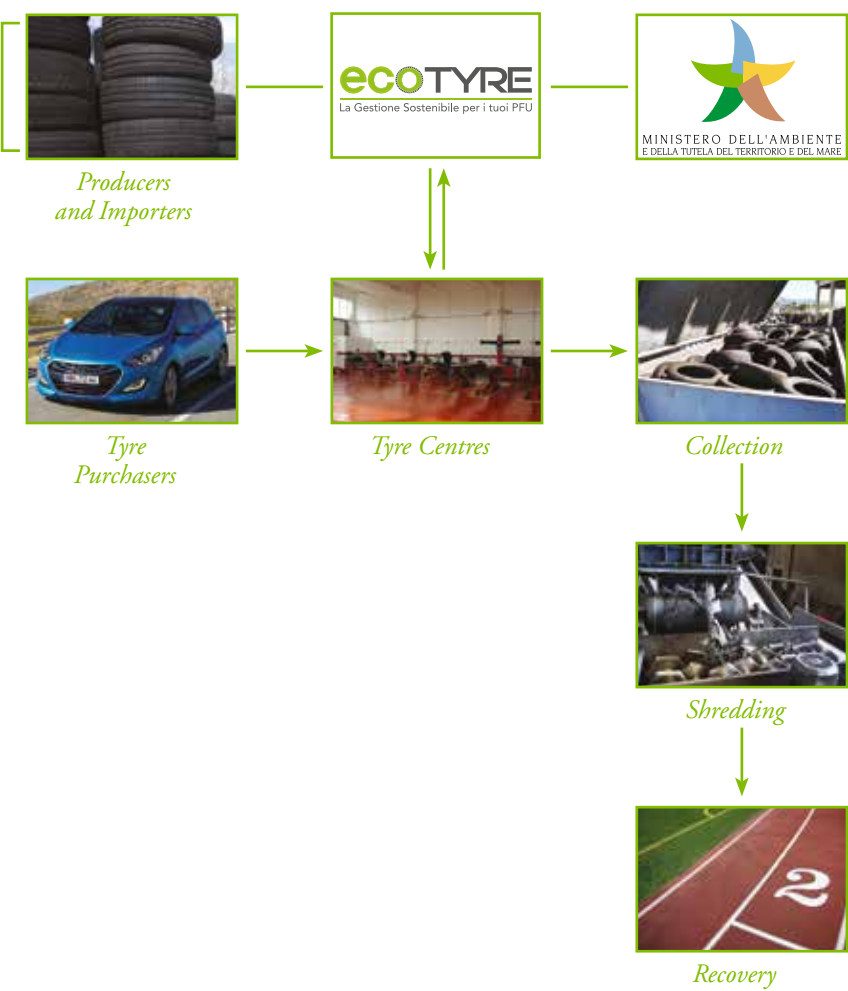 ecoTYRE
La Gestione Sostenibile per i tuoi PFU
MINISTERO DELL'AMBIENTE
E DELLA TUTELA DEL TERRITORIO E DEL MARE
Producers
and Importers
Tyre
Purchasers
Tyre Centres
Collection
Shredding
2
Recovery